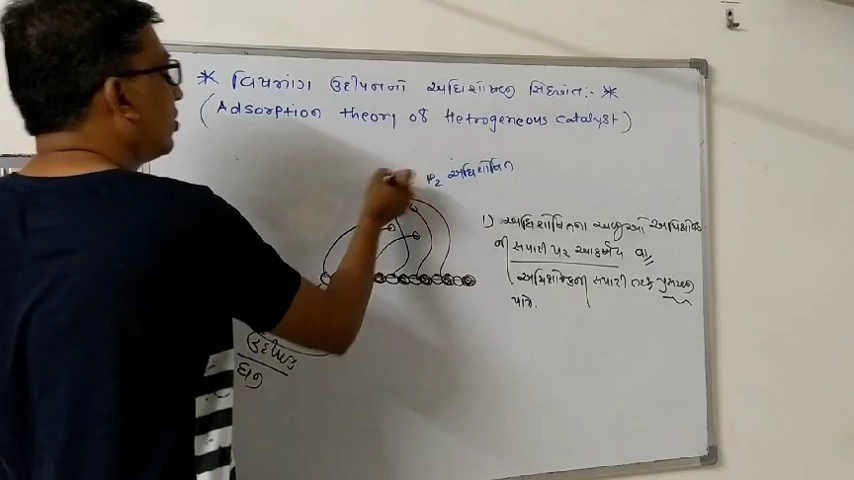 * વિષમાંગ ઉદ્દીપનનો અધિશોષણ સિદ્ધાંત:- *
(Adsorption theory of Hetrogeneous catalyst)
H₂ અધિશોષિત
1) અધિશોષિતના અણુઓ અધિશોષક
ની સપાટી પર આકર્ષાય
અધિશોષકની સપાટી તરફ
પામે.
ઉદ્દીપક
ઘન